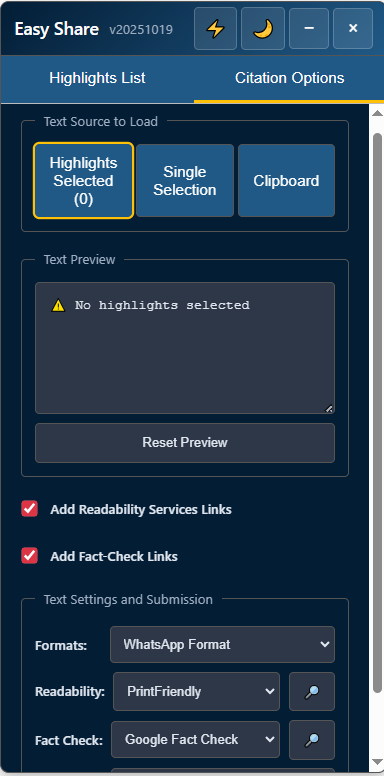 Easy Share v20251019
Highlights List Citation Options
Text Source to Load
Highlights
Selected
(0)
Single
Selection
Clipboard
Text Preview
⚠ No highlights selected
Reset Preview
Add Readability Services Links
Add Fact-Check Links
Text Settings and Submission
Formats: WhatsApp Format
Readability: PrintFriendly
Fact Check: Google Fact Check